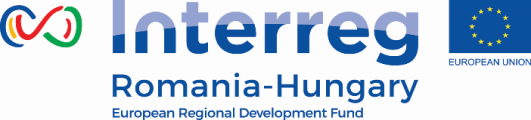 Interreg
EUROPEAN UNION
Romania-Hungary
European Regional Development Fund